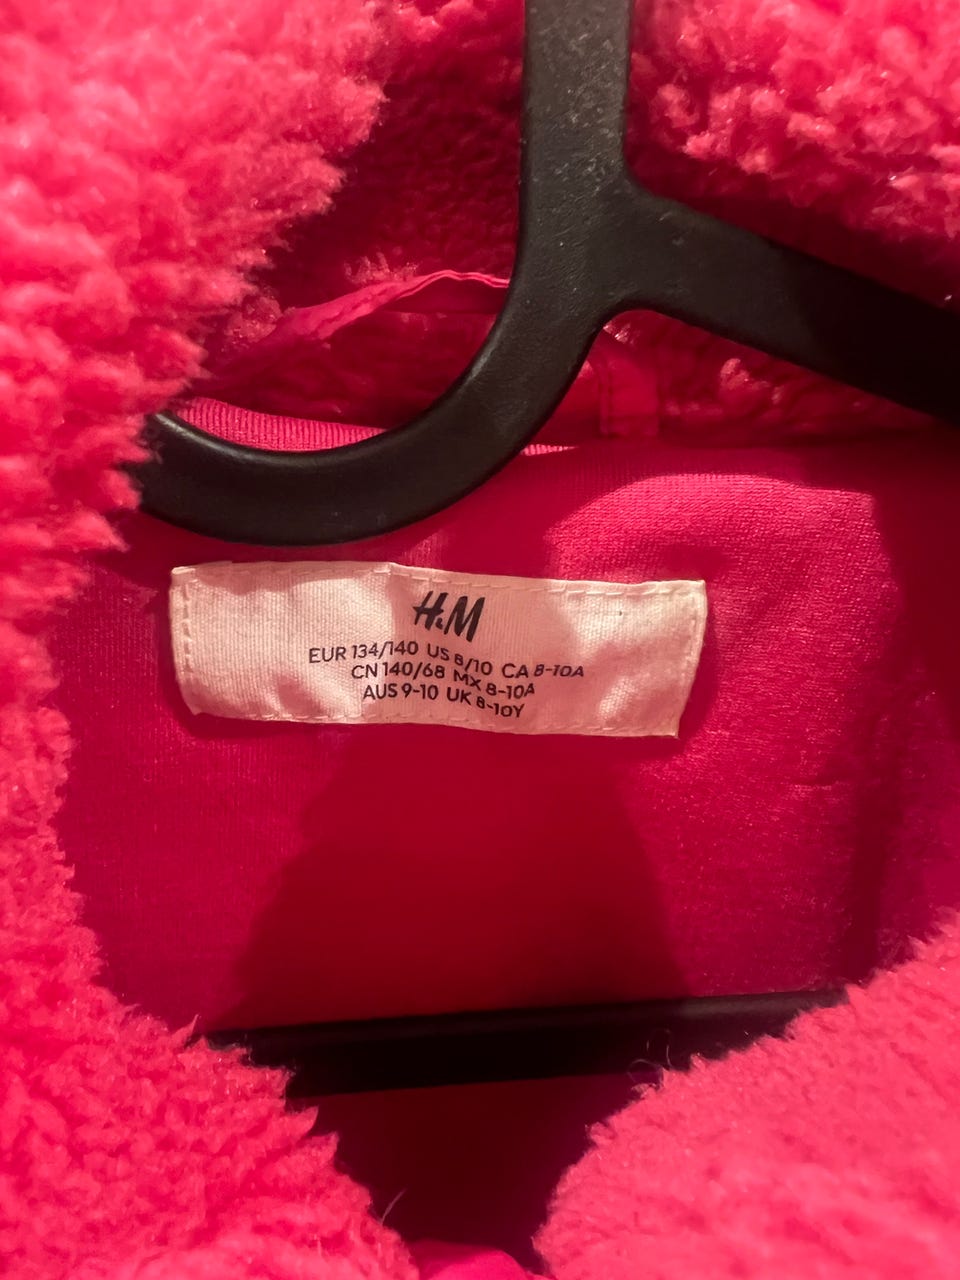 H&M
EUR 134/140 US 8/10 CA 8-10A
CN 140/68 MX 8-10A
AUS 9-10 UK 8-10Y